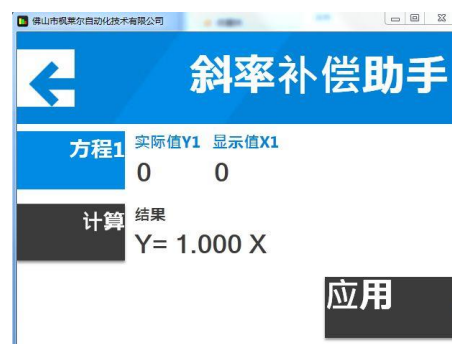 佛山市枫莱尔自动化技术有限公司
斜率补偿助手
方程1
实际值Y1 显示值X1
0 0
计算
结果
Y= 1.000 X
应用